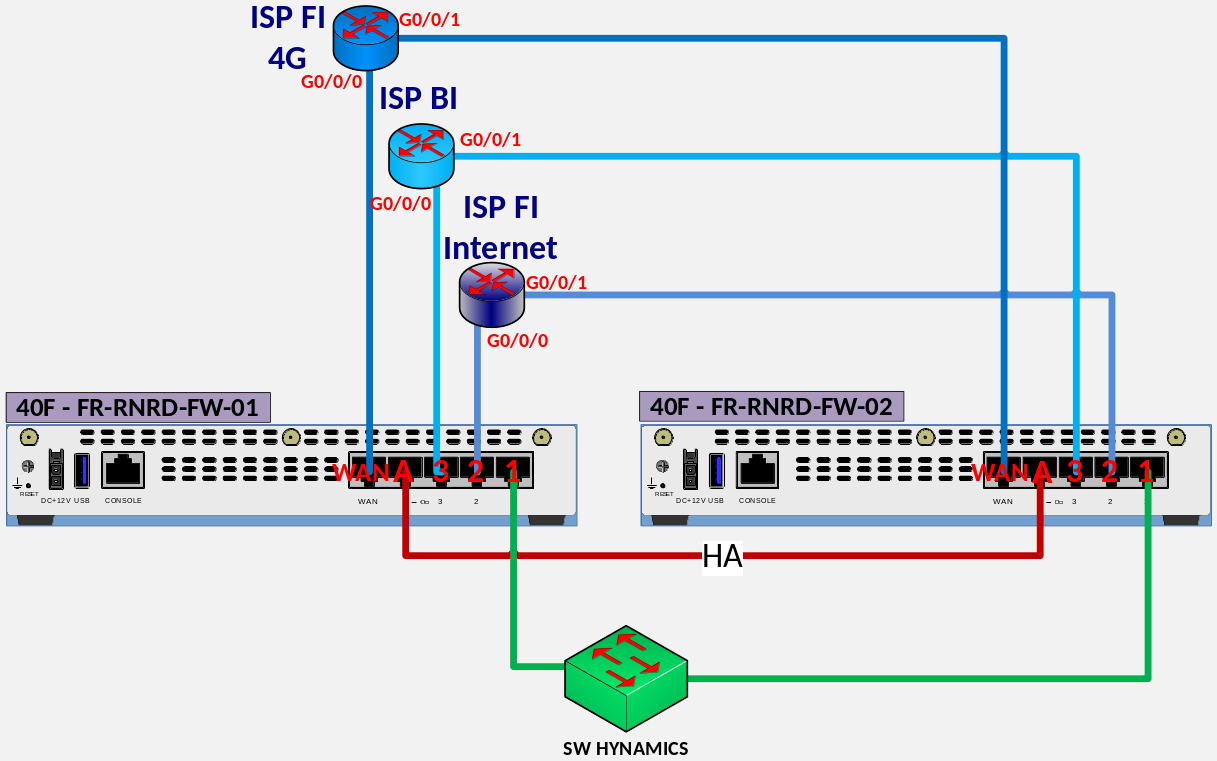 ISP FI
4G
G0/0/1
G0/0/0
ISP BI
G0/0/1
G0/0/0
ISP FI
Internet
G0/0/1
G0/0/0
40F - FR-RNRD-FW-01
WAN A 3 2 1
RESET
DC+12V USB CONSOLE WAN 3 2
40F - FR-RNRD-FW-02
WAN A 3 2 1
RESET
DC+12V USB CONSOLE WAN 3 2
HA
SW HYNAMICS